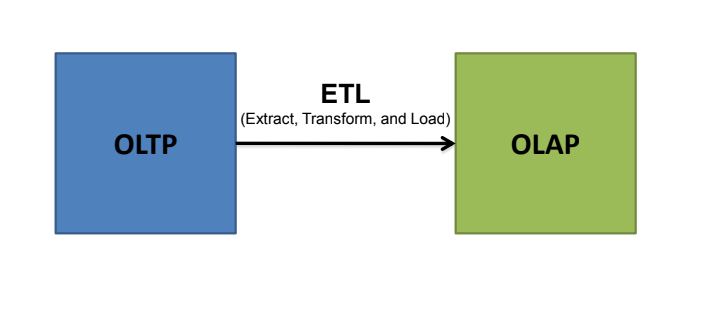 ETL
(Extract, Transform, and Load)
OLTP
OLAP